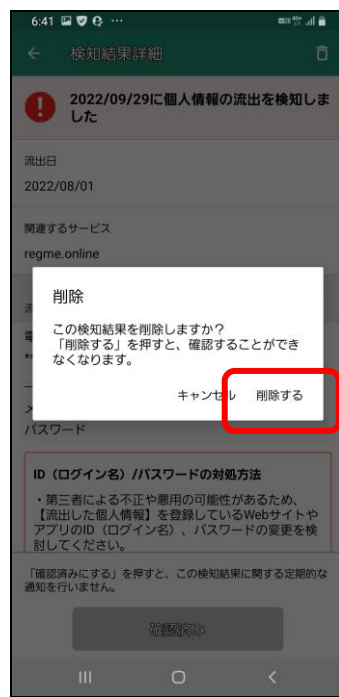 6:41
検知結果詳細
2022/09/29に個人情報の流出を検知しま
した
流出日
2022/08/01
関連するサービス
regme.online
削除
この検知結果を削除しますか？
「削除する」を押すと、確認することができ
なくなります。
キャンセル 削除する
パスワード
ID（ログイン名）/パスワードの対処方法
・第三者による不正や悪用の可能性があるため、
【流出した個人情報】を登録しているWebサイトや
アプリのID（ログイン名）、パスワードの変更を検
討してください。
「確認済みにする」を押すと、この検知結果に関する定期的な
通知を行いません。
確認済み